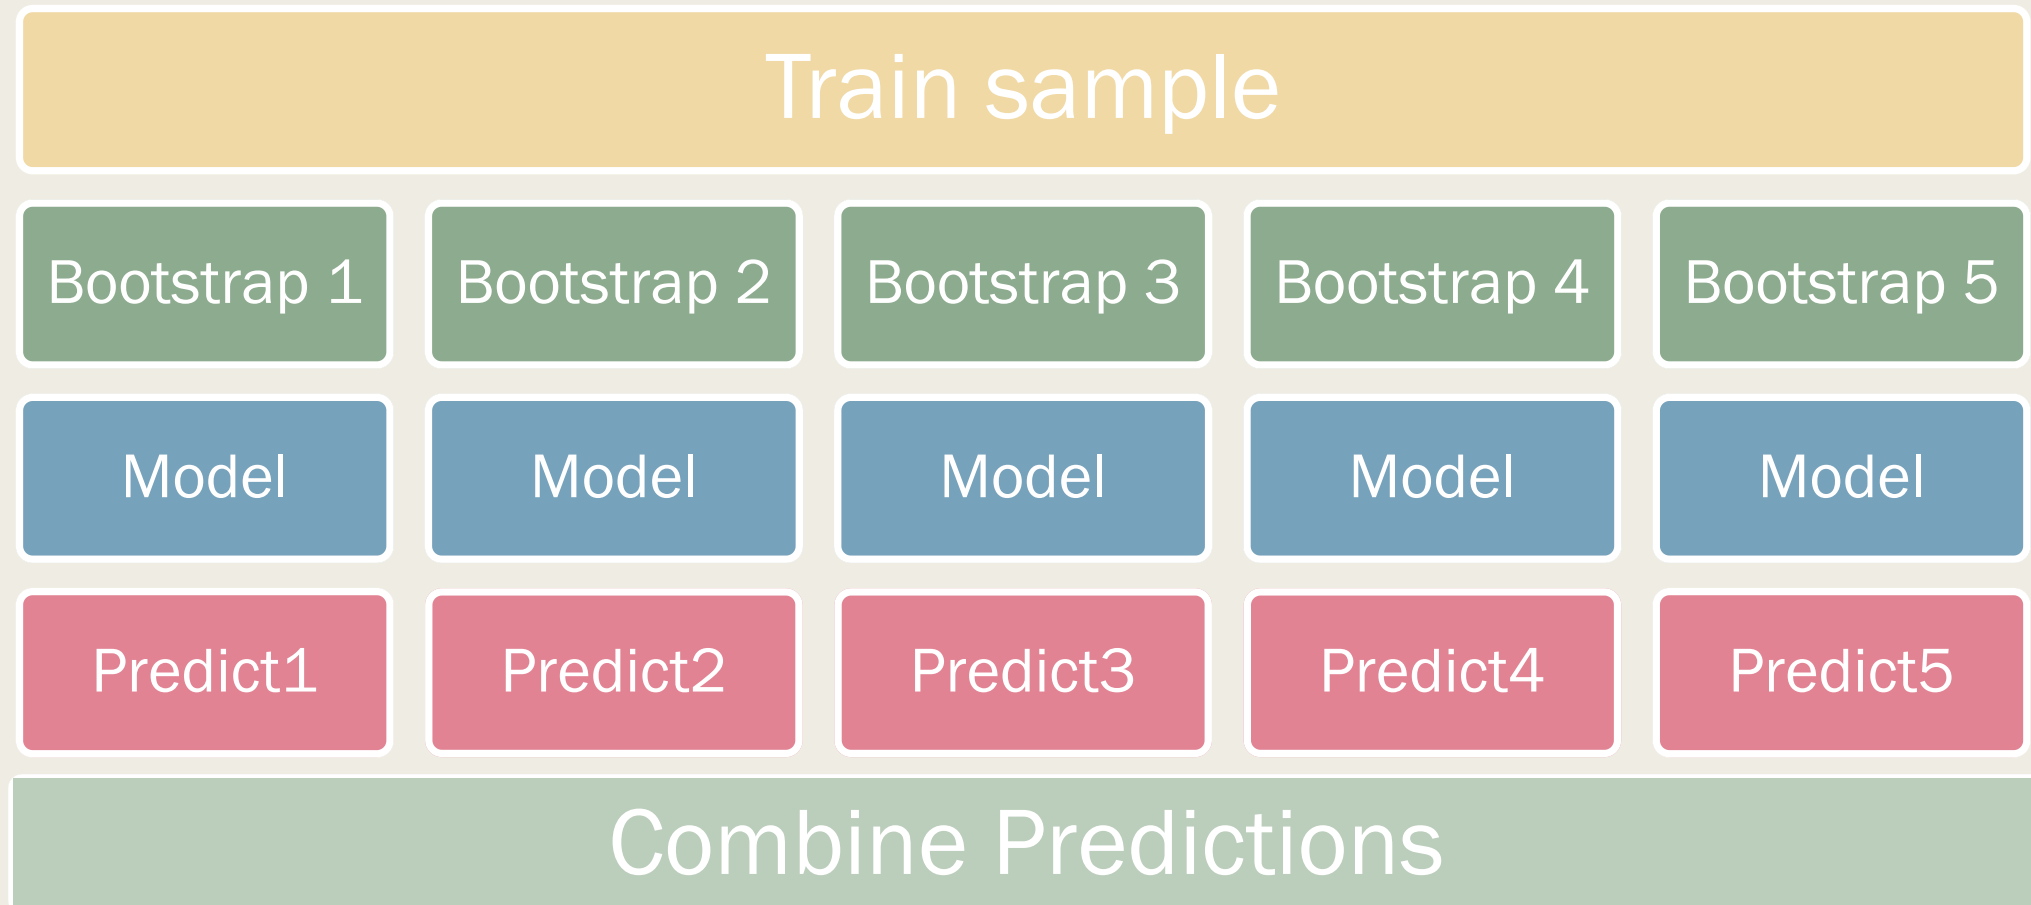 Train sample
Bootstrap 1
Bootstrap 2
Bootstrap 3
Bootstrap 4
Bootstrap 5
Model
Model
Model
Model
Model
Predict1
Predict2
Predict3
Predict4
Predict5
Combine Predictions